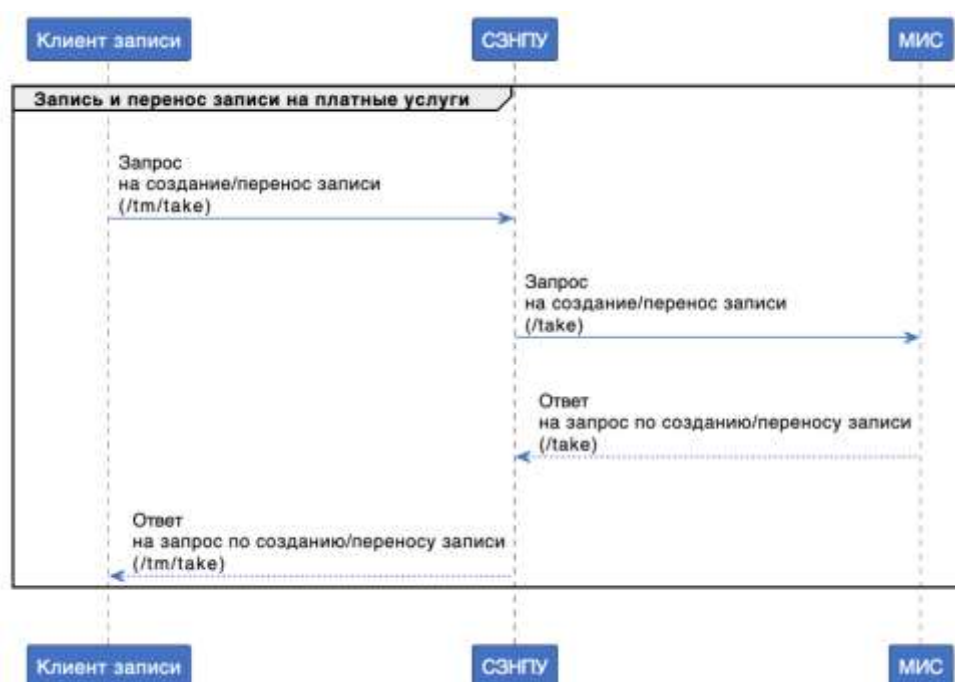 Клиент записи
СЗНПУ
МИС
Запись и перенос записи на платные услуги
Запрос
на создание/перенос записи
(/tm/take)
Запрос
на создание/перенос записи
(/take)
Ответ
на запрос по созданию/переносу записи
(/take)
Ответ
на запрос по созданию/переносу записи
(/tm/take)
Клиент записи
СЗНПУ
МИС